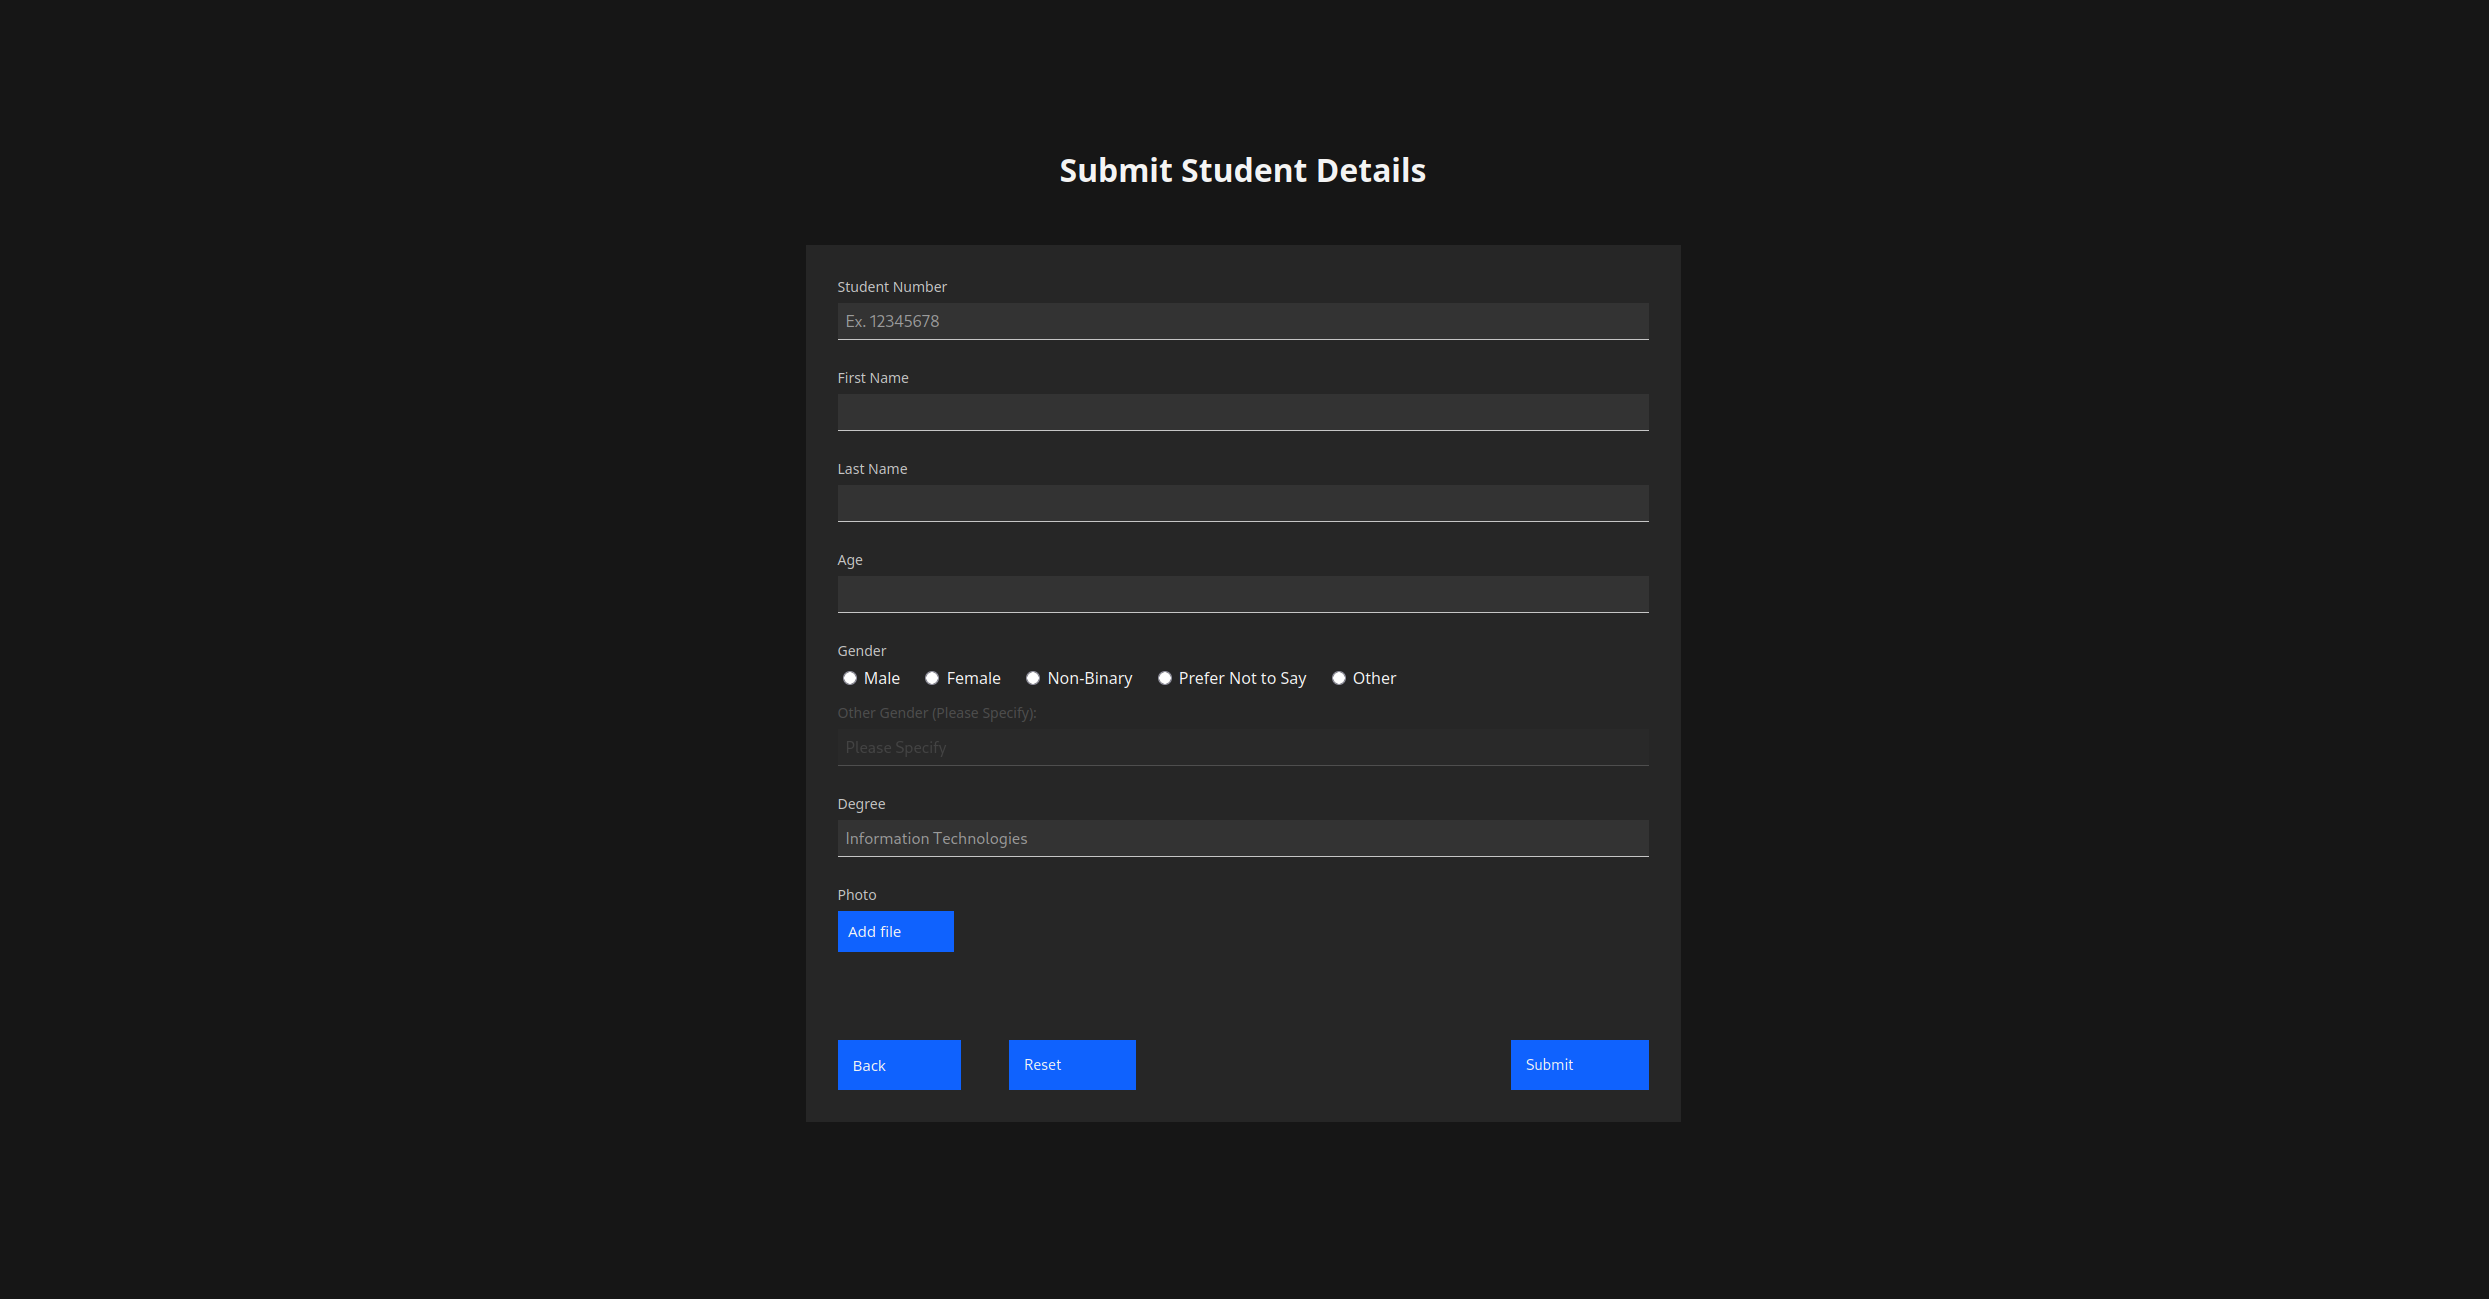 Submit Student Details
Student Number
Ex. 12345678
First Name
Last Name
Age
Gender
Male Female Non-Binary Prefer Not to Say Other
Other Gender (Please Specify):
Please Specify
Degree
Information Technologies
Photo
Add file
Back Reset Submit